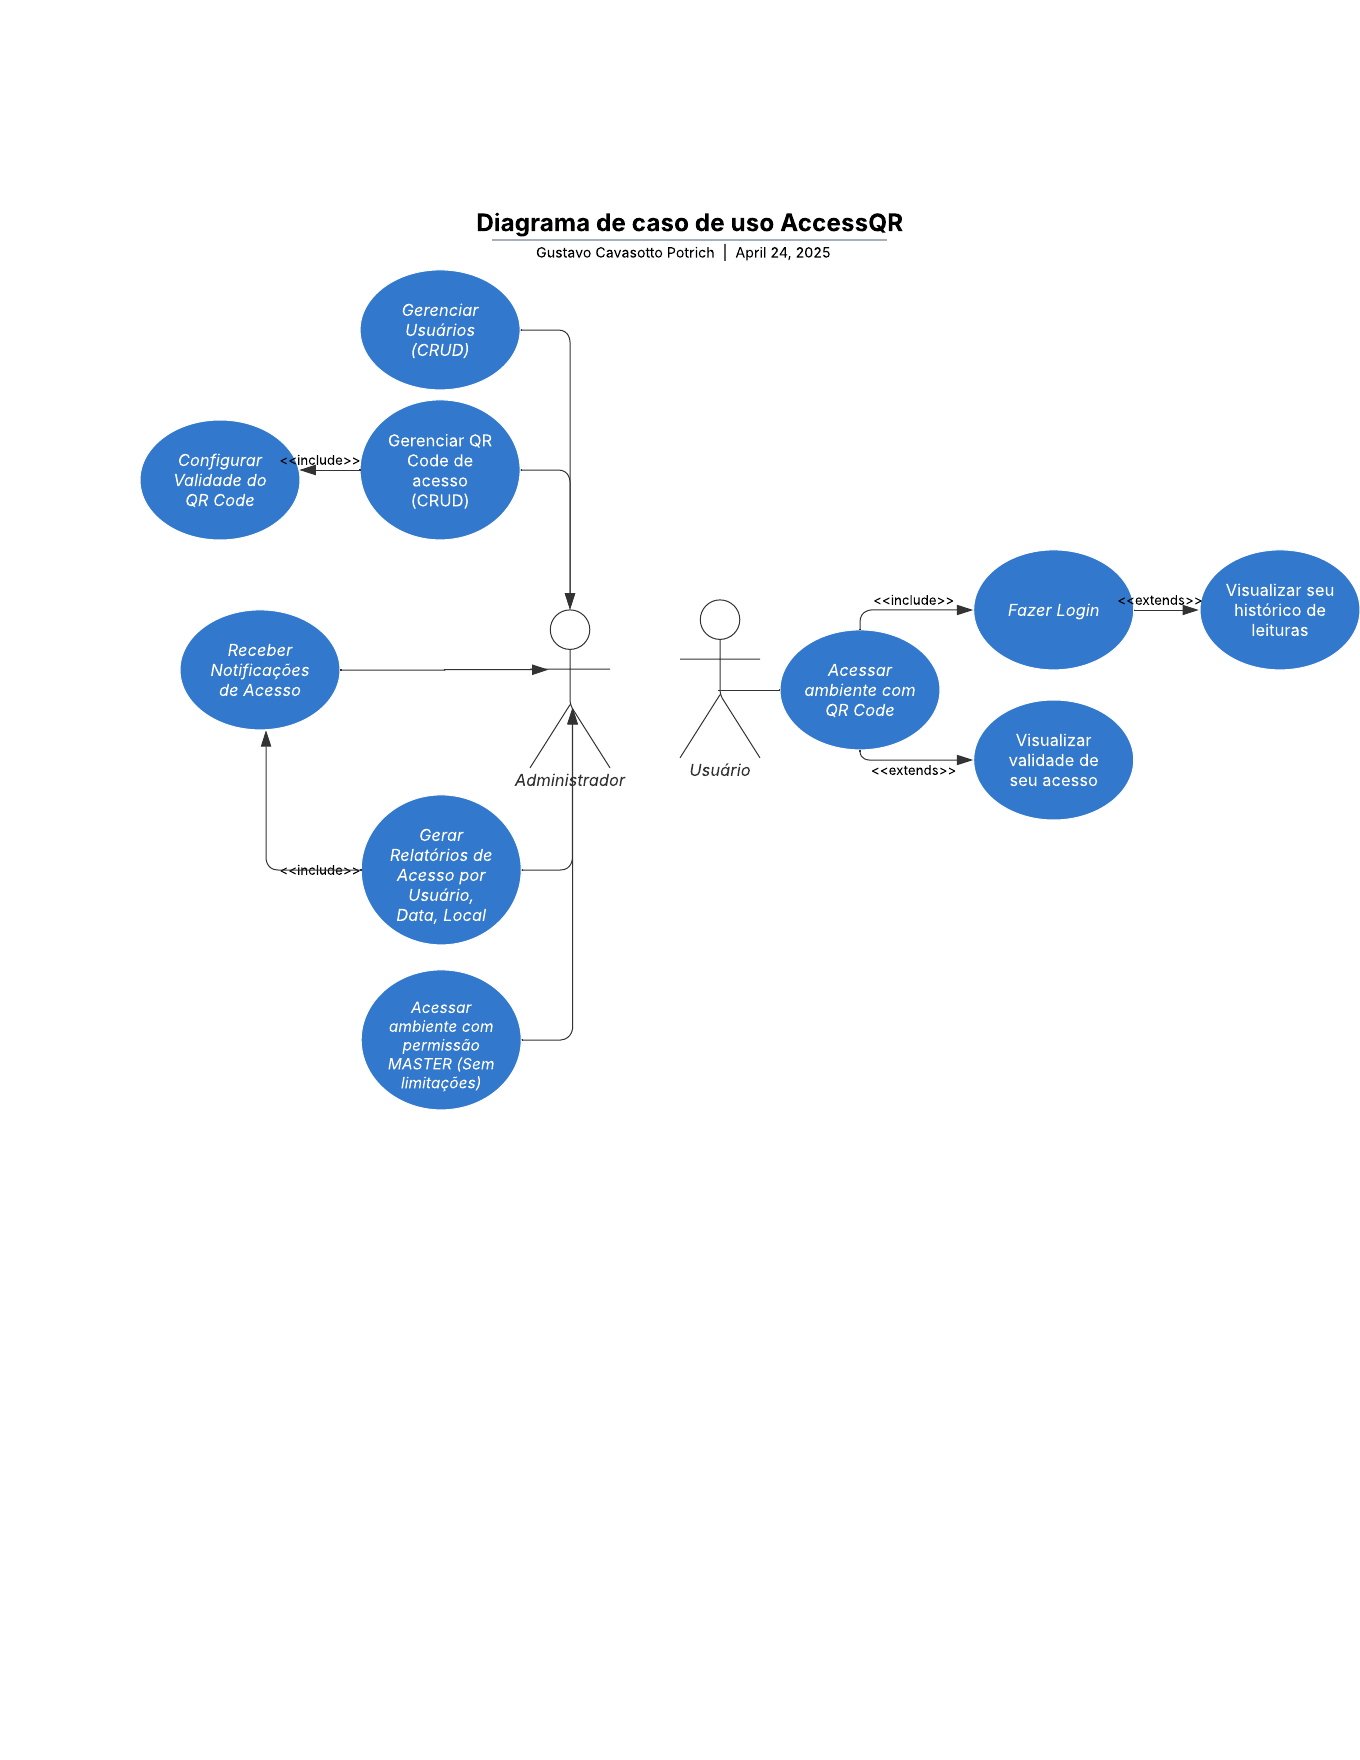 Diagrama de caso de uso AccessQR
Gustavo Cavasotto Potrich | April 24, 2025
Gerenciar
Usuários
(CRUD)
Gerenciar QR
Code de
acesso
(CRUD)
<<include>>
Configurar
Validade do
QR Code
Receber
Notificações
de Acesso
Administrador
<<include>>
Gerar
Relatórios de
Acesso por
Usuário,
Data, Local
Acessar
ambiente com
permissão
MASTER (Sem
limitações)
Usuário
Acessar
ambiente com
QR Code
<<include>>
Fazer Login
<<extends>>
Visualizar seu
histórico de
leituras
<<extends>>
Visualizar
validade de
seu acesso